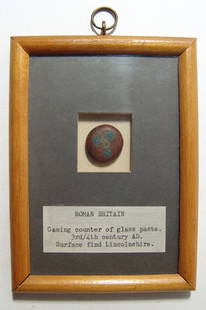 ROMAN BRITAIN
Gaming counter of glass paste.
3rd/4th century AD.
Surface find Lincolnshire.